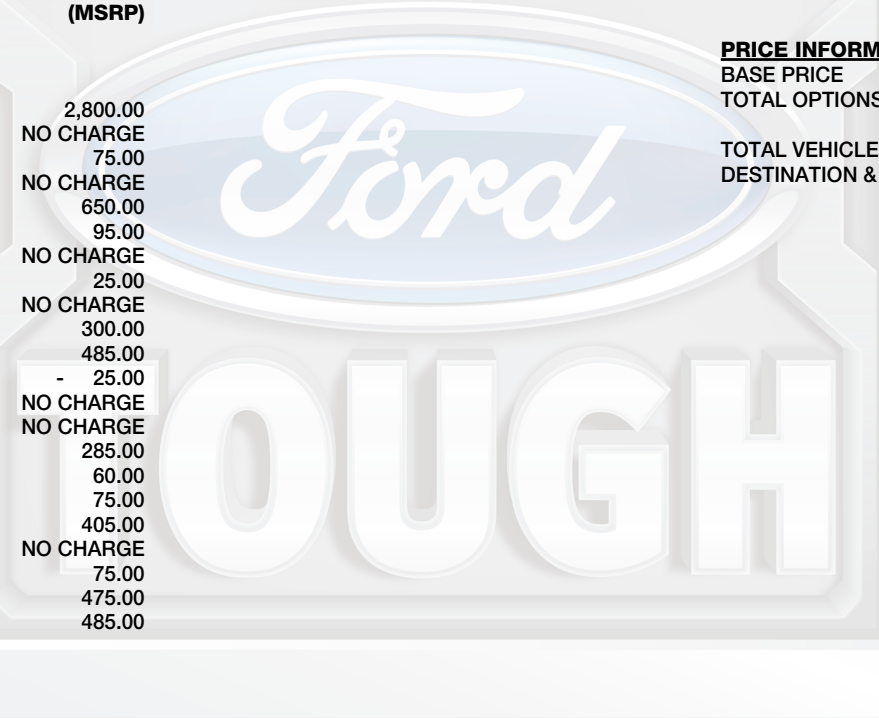 (MSRP)
2,800.00
NO CHARGE
75.00
NO CHARGE
650.00
95.00
NO CHARGE
25.00
NO CHARGE
300.00
485.00
- 25.00
NO CHARGE
NO CHARGE
285.00
60.00
75.00
405.00
NO CHARGE
75.00
475.00
485.00
PRICE INFORM
BASE PRICE
TOTAL OPTIONS
TOTAL VEHICLE
DESTINATION &
Ford
TOUGH